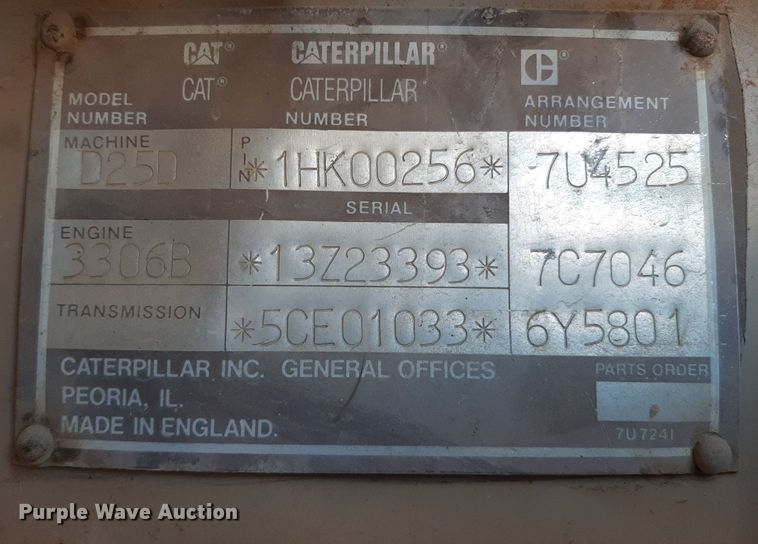 CAT® CATERPILLAR® C®
CAT® CATERPILLAR
MODEL NUMBER NUMBER ARRANGEMENT NUMBER
MACHINE D25D PIN *1HK00256* 7U4525
SERIAL
ENGINE 3306B *13Z23393* 7C7046
TRANSMISSION *5CE01033* 6Y5801
CATERPILLAR INC. GENERAL OFFICES PARTS ORDER
PEORIA, IL.
MADE IN ENGLAND. 7U7241
Purple Wave Auction